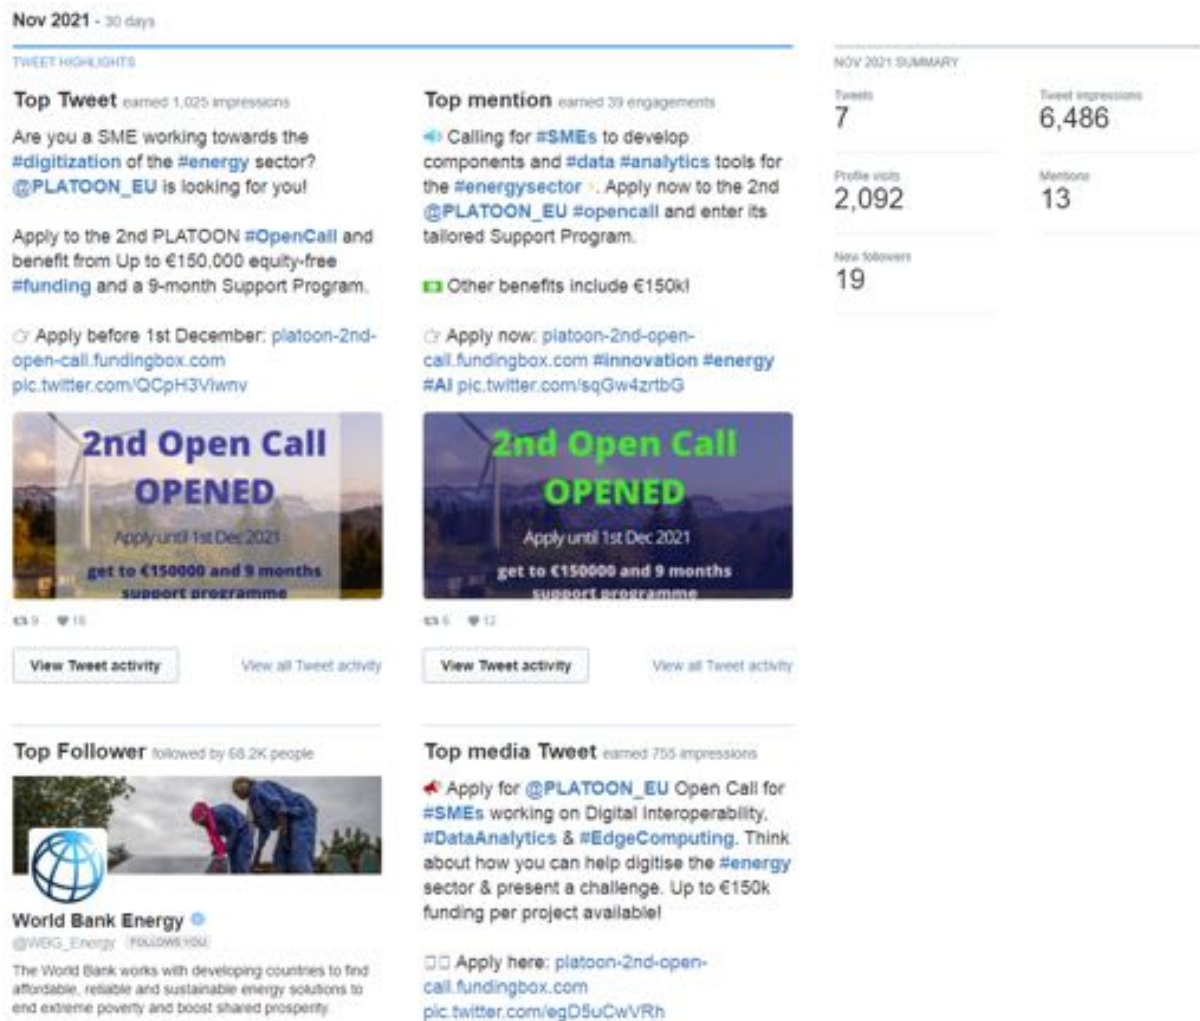 Nov 2021 - 30 days
TWEET HIGHLIGHTS
Top Tweet earned 1,025 impressions
Are you a SME working towards the
#digitization of the #energy sector?
@PLATOON_EU is looking for you!
Apply to the 2nd PLATOON #OpenCall and
benefit from Up to €150,000 equity-free
#funding and a 9-month Support Program.
Apply before 1st December: platoon-2nd-
open-call.fundingbox.com
pic.twitter.com/QCpH3Viwnv
2nd Open Call
OPENED
Apply until 1st Dec 2021
get to €150000 and 9 months
support programme
9
View Tweet activity
View all Tweet activity
Top mention earned 39 engagements
Calling for #SMEs to develop
components and #data #analytics tools for
the #energysector. Apply now to the 2nd
@PLATOON_EU #opencall and enter its
tailored Support Program.
Other benefits include €150k!
Apply now: platoon-2nd-open-
call.fundingbox.com #innovation #energy
#AI pic.twitter.com/sqGw4zrtbG
2nd Open Call
OPENED
Apply until 1st Dec 2021
get to €150000 and 9 months
support programme
6 12
View Tweet activity
View all Tweet activity
Top Follower followed by 68.2K people
World Bank Energy
@WBG_Energy FOLLOWS YOU
The World Bank works with developing countries to find
affordable, reliable and sustainable energy solutions to
end extreme poverty and boost shared prosperity.
Top media Tweet earned 755 impressions
Apply for @PLATOON_EU Open Call for
#SMEs working on Digital Interoperability,
#DataAnalytics & #EdgeComputing. Think
about how you can help digitise the #energy
sector & present a challenge. Up to €150k
funding per project available!
Apply here: platoon-2nd-open-
call.fundingbox.com
pic.twitter.com/egD5uCwVRh
NOV 2021 SUMMARY
Tweets
7
Tweet impressions
6,486
Profile visits
2,092
Mentions
13
New followers
19